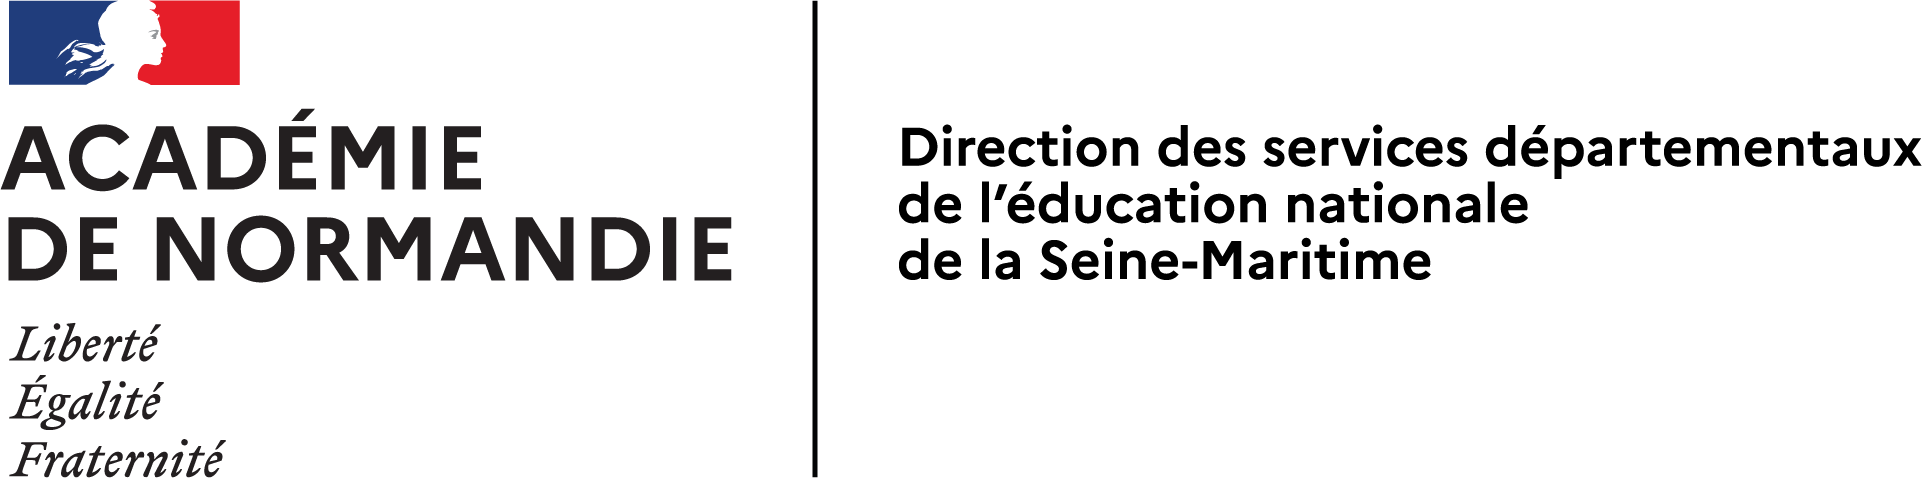 ACADÉMIE
DE NORMANDIE
Liberté
Égalité
Fraternité
Direction des services départementaux
de l’éducation nationale
de la Seine-Maritime